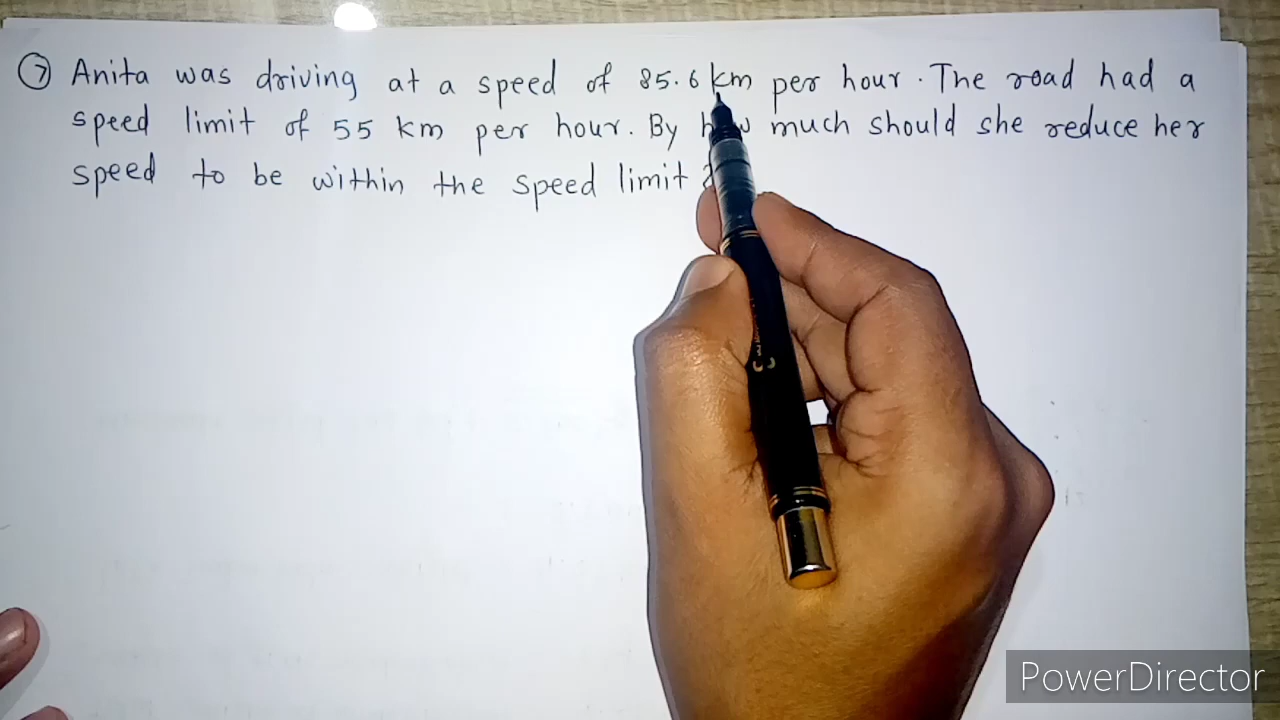 7 Anita was driving at a speed of 85.6 km per hour. The road had a
speed limit of 55 km per hour. By how much should she reduce her
speed to be within the speed limit ?
PowerDirector